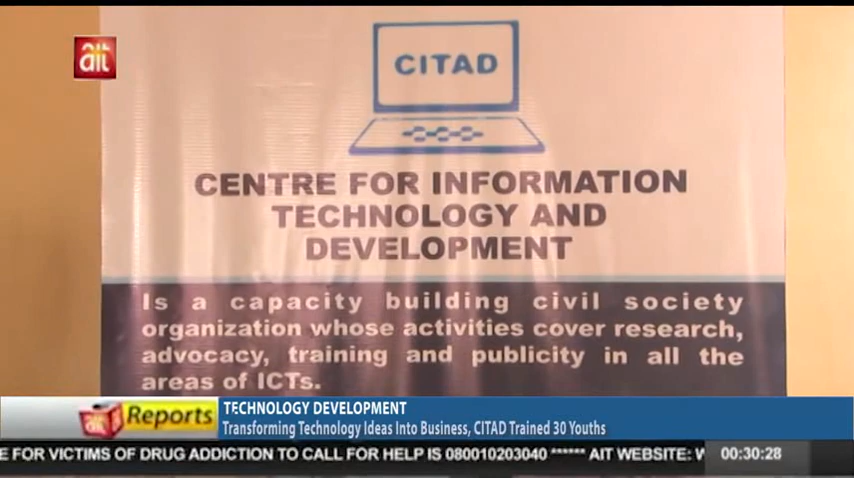 ait
CITAD
CENTRE FOR INFORMATION
TECHNOLOGY AND
DEVELOPMENT
Is a capacity building civil society
organization whose activities cover research,
advocacy, training and publicity in all the
areas of ICTs.
ait Reports
TECHNOLOGY DEVELOPMENT
Transforming Technology Ideas Into Business, CITAD Trained 30 Youths
E FOR VICTIMS OF DRUG ADDICTION TO CALL FOR HELP IS 080010203040 ****** AIT WEBSITE: W
00:30:28